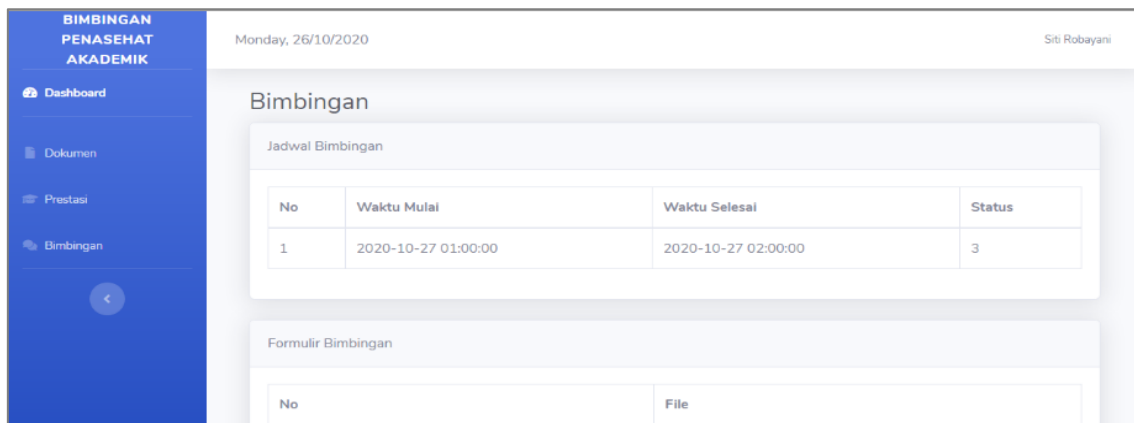 BIMBINGAN
PENASEHAT
AKADEMIK
Dashboard
Dokumen
Prestasi
Bimbingan
Monday, 26/10/2020
Siti Robayani
Bimbingan
Jadwal Bimbingan
No Waktu Mulai Waktu Selesai Status
1 2020-10-27 01:00:00 2020-10-27 02:00:00 3
Formulir Bimbingan
No File